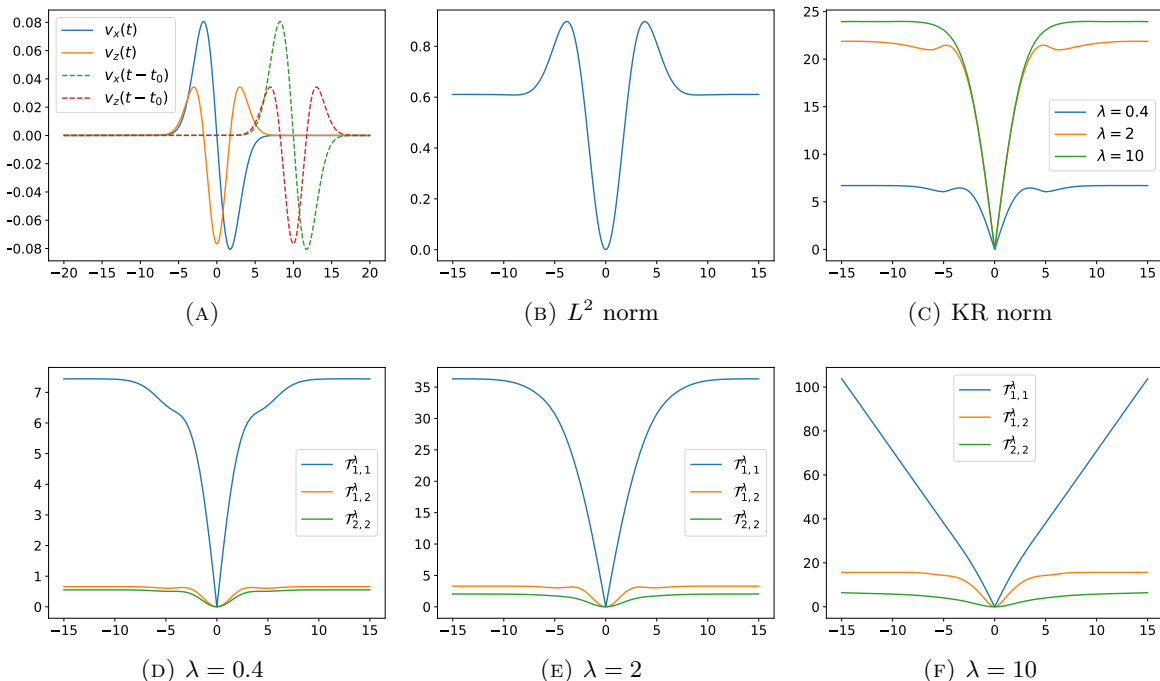 0.08
0.06
0.04
0.02
0.00
-0.02
-0.04
-0.06
-0.08
v_x(t)
v_z(t)
v_x(t − t_0)
v_z(t − t_0)
-20 -15 -10 -5 0 5 10 15 20
(A)
0.8
0.6
0.4
0.2
0.0
-15 -10 -5 0 5 10 15
(B) L^2 norm
25
20
15
10
5
0
λ = 0.4
λ = 2
λ = 10
-15 -10 -5 0 5 10 15
(C) KR norm
7
6
5
4
3
2
1
0
𝒯^λ_{1,1}
𝒯^λ_{1,2}
𝒯^λ_{2,2}
-15 -10 -5 0 5 10 15
(D) λ = 0.4
35
30
25
20
15
10
5
0
𝒯^λ_{1,1}
𝒯^λ_{1,2}
𝒯^λ_{2,2}
-15 -10 -5 0 5 10 15
(E) λ = 2
100
80
60
40
20
0
𝒯^λ_{1,1}
𝒯^λ_{1,2}
𝒯^λ_{2,2}
-15 -10 -5 0 5 10 15
(F) λ = 10